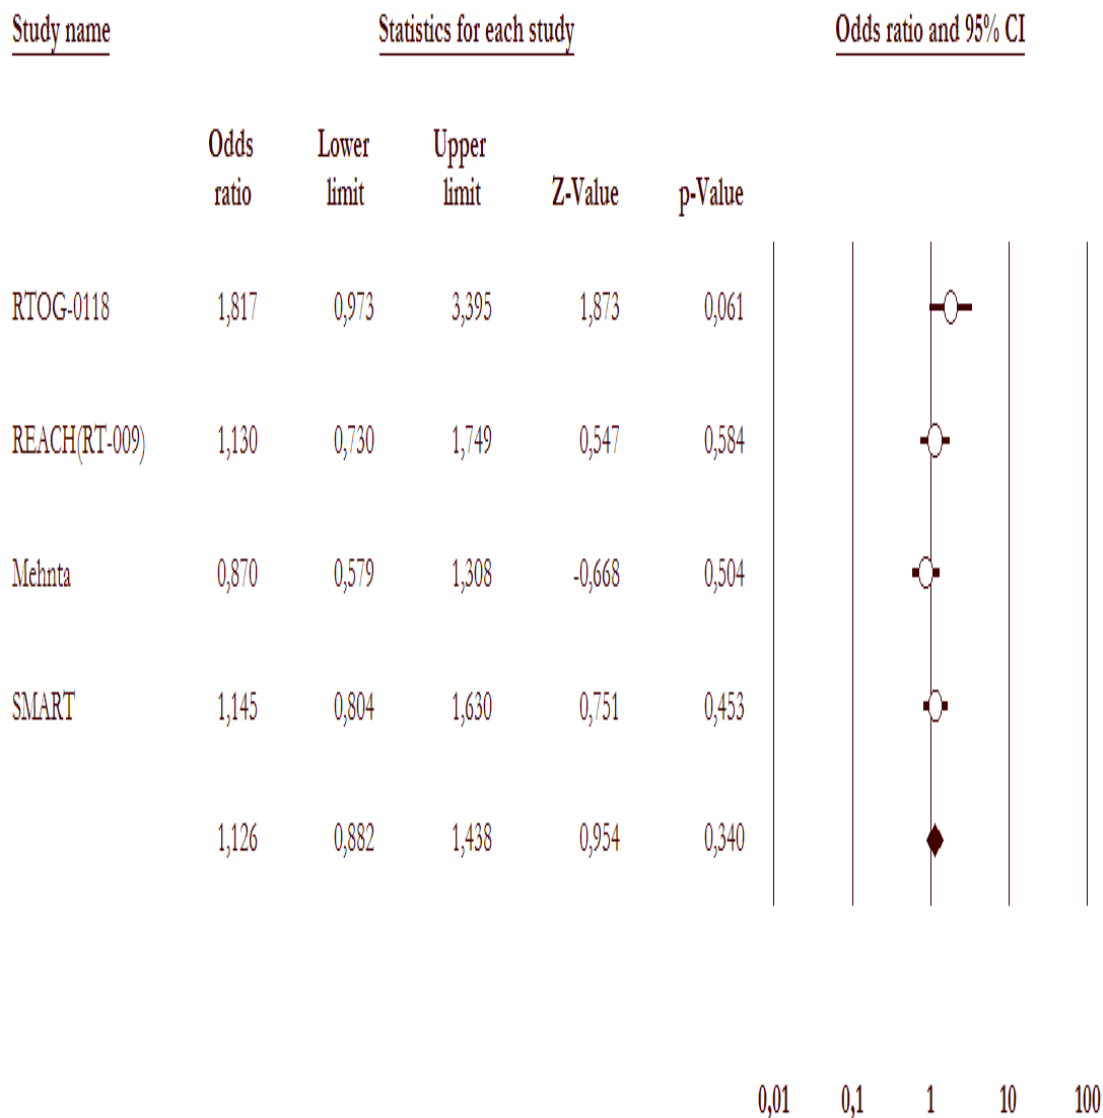 Study name Statistics for each study Odds ratio and 95% CI
Odds Lower Upper
ratio limit limit Z-Value p-Value
RTOG-0118 1,817 0,973 3,395 1,873 0,061
REACH(RT-009) 1,130 0,730 1,749 0,547 0,584
Mehnta 0,870 0,579 1,308 -0,668 0,504
SMART 1,145 0,804 1,630 0,751 0,453
1,126 0,882 1,438 0,954 0,340
0,01 0,1 1 10 100